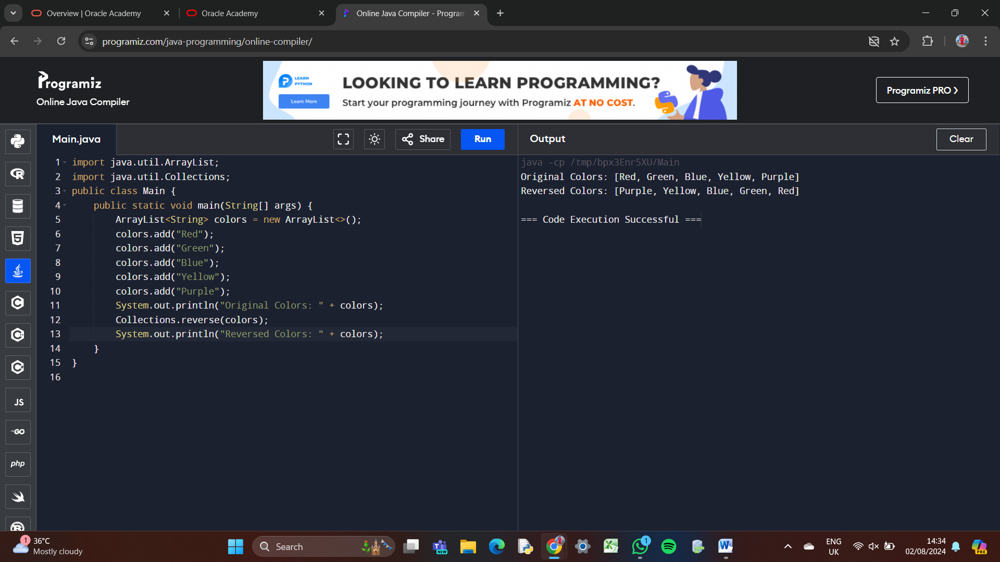 Overview | Oracle Academy
Oracle Academy
Online Java Compiler - Program
programiz.com/java-programming/online-compiler/
Programiz
Online Java Compiler
LEARN
PYTHON
Learn More
LOOKING TO LEARN PROGRAMMING?
Start your programming journey with Programiz AT NO COST.
Programiz PRO
Main.java
Share
Run
Output
Clear
1 import java.util.ArrayList;
2 import java.util.Collections;
3 public class Main {
4 public static void main(String[] args) {
5 ArrayList<String> colors = new ArrayList<>();
6 colors.add("Red");
7 colors.add("Green");
8 colors.add("Blue");
9 colors.add("Yellow");
10 colors.add("Purple");
11 System.out.println("Original Colors: " + colors);
12 Collections.reverse(colors);
13 System.out.println("Reversed Colors: " + colors);
14 }
15 }
16
java -cp /tmp/bpx3Enr5XU/Main
Original Colors: [Red, Green, Blue, Yellow, Purple]
Reversed Colors: [Purple, Yellow, Blue, Green, Red]
=== Code Execution Successful ===
R
5
C
C
C
JS
GO
php
R
1
36°C
Mostly cloudy
Search
NEW
1
ENG
UK
14:34
02/08/2024
PRE